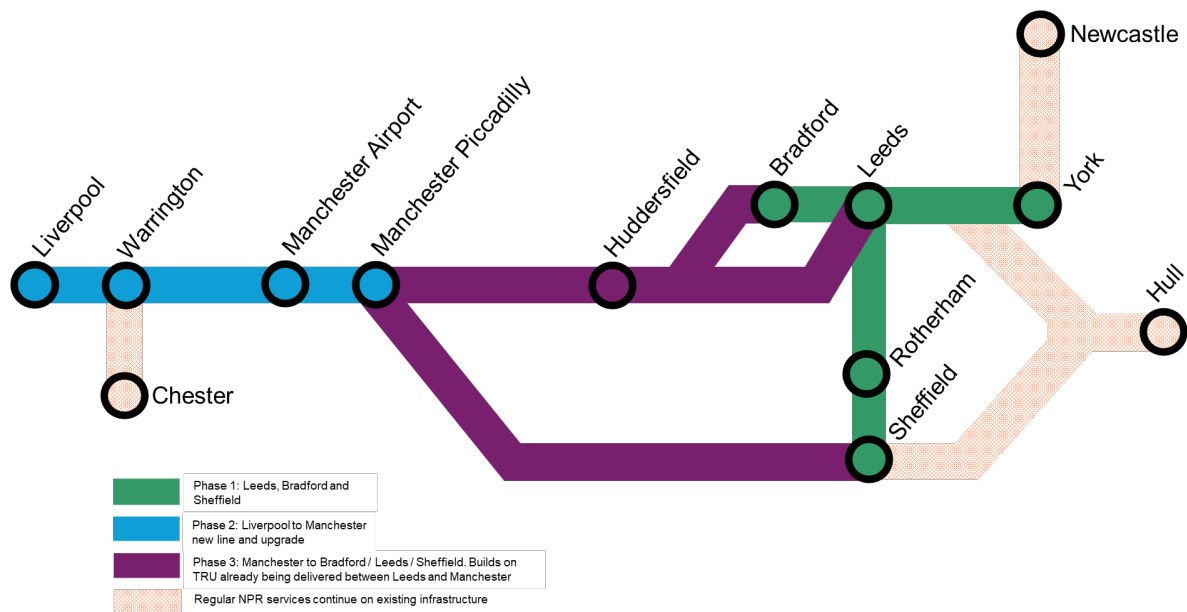 Newcastle
Liverpool
Warrington
Manchester Airport
Manchester Piccadilly
Huddersfield
Bradford
Leeds
York
Hull
Rotherham
Sheffield
Chester
Phase 1: Leeds, Bradford and
Sheffield
Phase 2: Liverpool to Manchester
new line and upgrade
Phase 3: Manchester to Bradford / Leeds / Sheffield. Builds on
TRU already being delivered between Leeds and Manchester
Regular NPR services continue on existing infrastructure